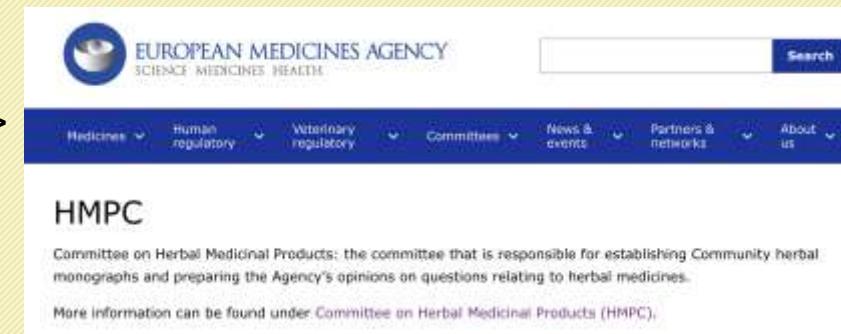 EUROPEAN MEDICINES AGENCY
SCIENCE MEDICINES HEALTH
Search
Medicines
Human
regulatory
Veterinary
regulatory
Committees
News &
events
Partners &
networks
About
us
>
HMPC
Committee on Herbal Medicinal Products: the committee that is responsible for establishing Community herbal
monographs and preparing the Agency's opinions on questions relating to herbal medicines.
More information can be found under Committee on Herbal Medicinal Products (HMPC).